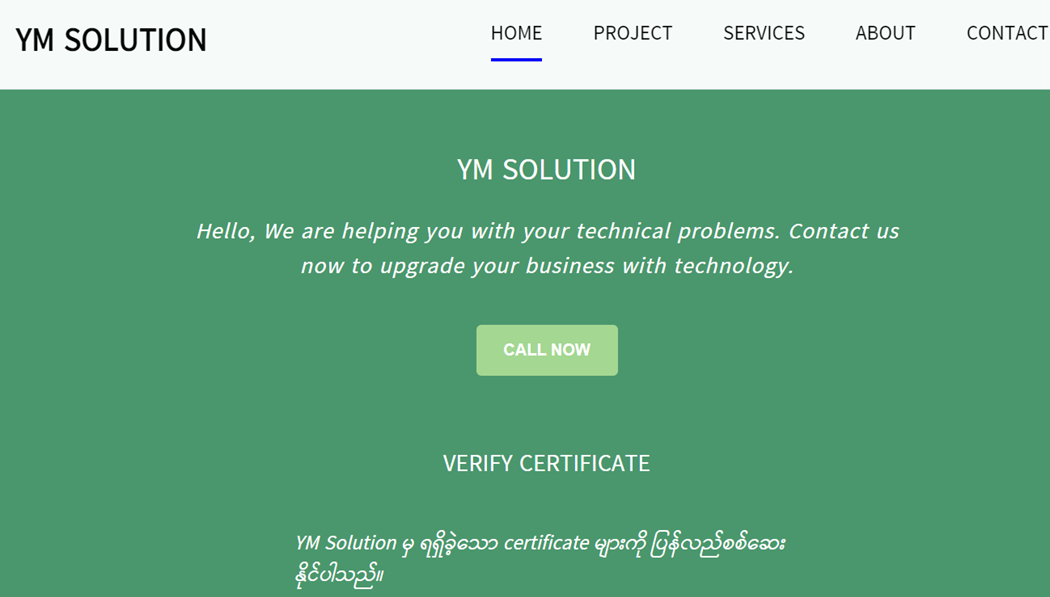 YM SOLUTION
HOME PROJECT SERVICES ABOUT CONTACT
YM SOLUTION
Hello, We are helping you with your technical problems. Contact us
now to upgrade your business with technology.
CALL NOW
VERIFY CERTIFICATE
YM Solution မှ ရရှိခဲ့သော certificate များကို ပြန်လည်စစ်ဆေး
နိုင်ပါသည်။